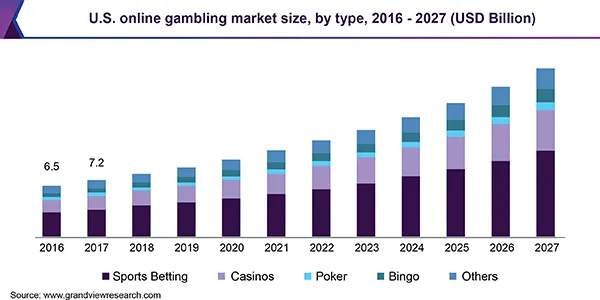 U.S. online gambling market size, by type, 2016 - 2027 (USD Billion)
6.5
7.2
2016 2017 2018 2019 2020 2021 2022 2023 2024 2025 2026 2027
Sports Betting Casinos Poker Bingo Others
Source: www.grandviewresearch.com